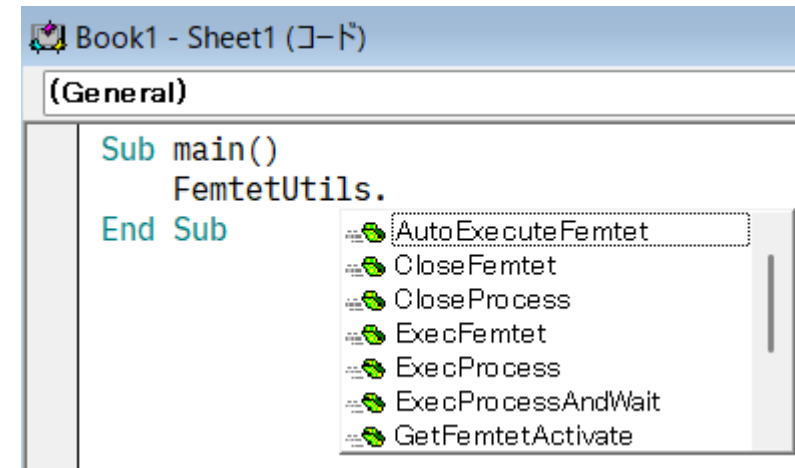 Book1 - Sheet1 (コード)
(General)
Sub main()
FemtetUtils.
End Sub
AutoExecuteFemtet
CloseFemtet
CloseProcess
ExecFemtet
ExecProcess
ExecProcessAndWait
GetFemtetActivate